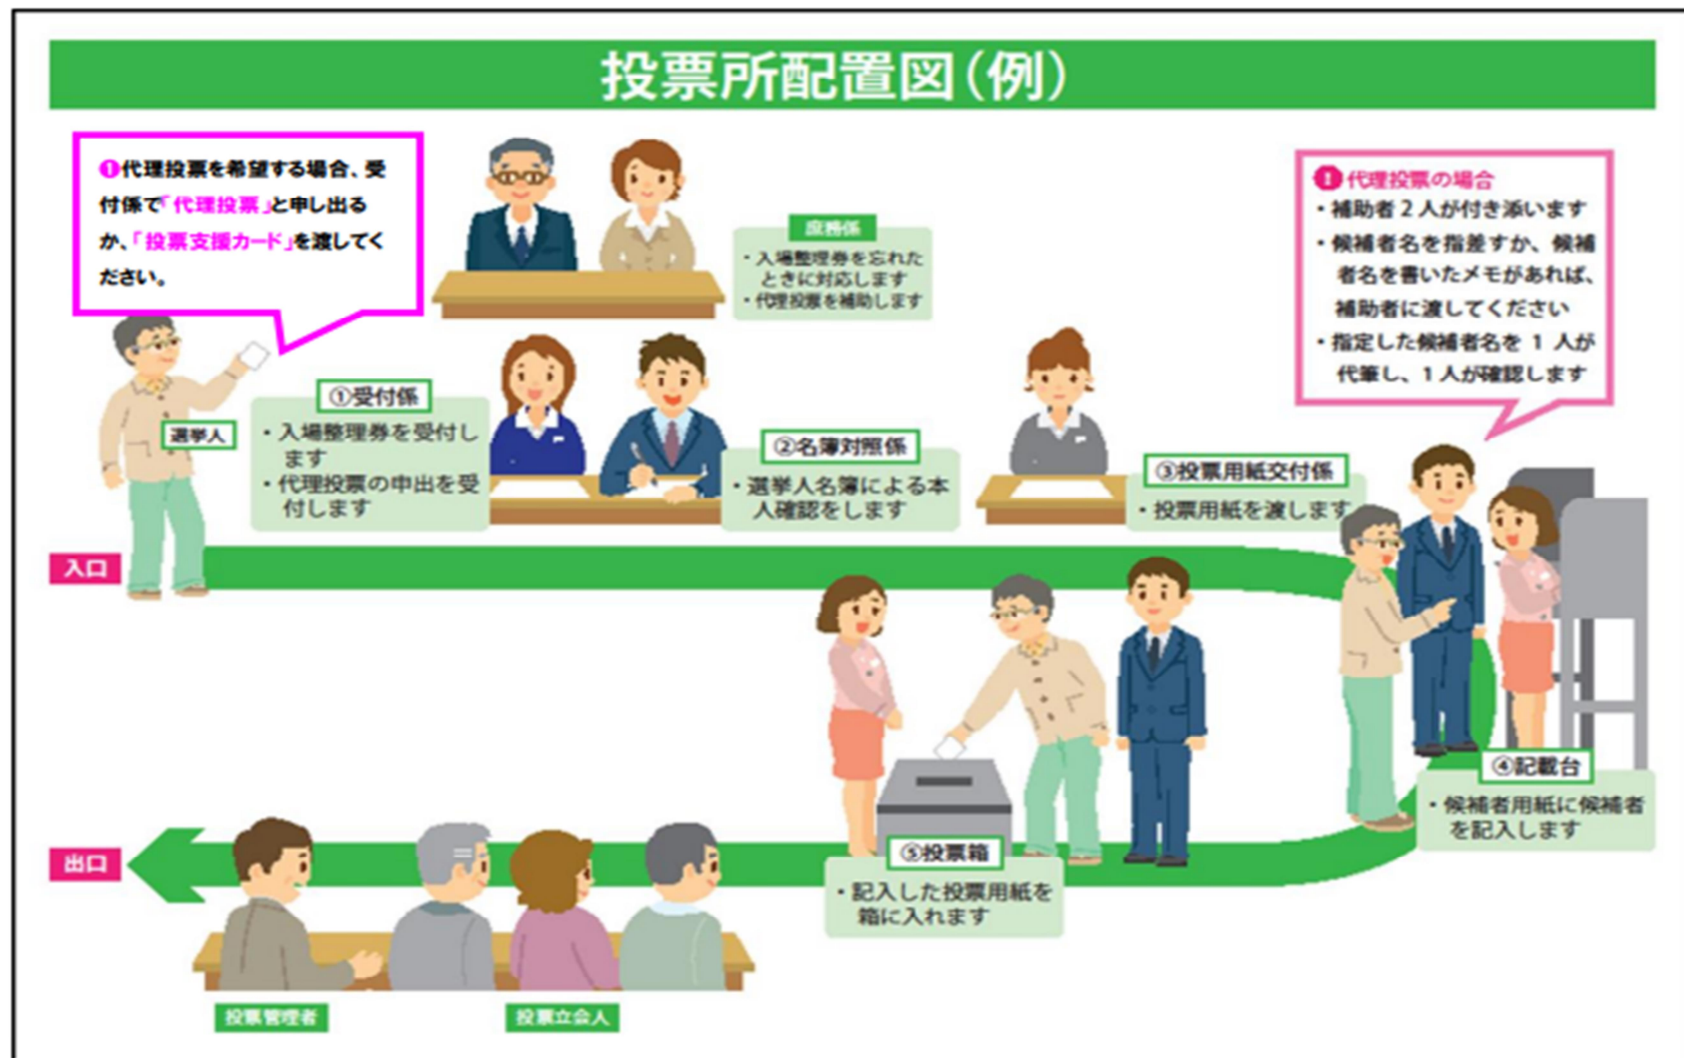 投票所配置図(例)
❶代理投票を希望する場合、受
付係で「代理投票」と申し出る
か、「投票支援カード」を渡してく
ださい。
庶務係
・入場整理券を忘れた
ときに対応します
・代理投票を補助します
! 代理投票の場合
・補助者2人が付き添います
・候補者名を指差すか、候補
者名を書いたメモがあれば、
補助者に渡してください
・指定した候補者名を1人が
代筆し、1人が確認します
選挙人
①受付係
・入場整理券を受付し
ます
・代理投票の申出を受
付します
②名簿対照係
・選挙人名簿による本
人確認をします
③投票用紙交付係
・投票用紙を渡します
入口
④記載台
・候補者用紙に候補者
を記入します
⑤投票箱
・記入した投票用紙を
箱に入れます
出口
投票管理者
投票立会人